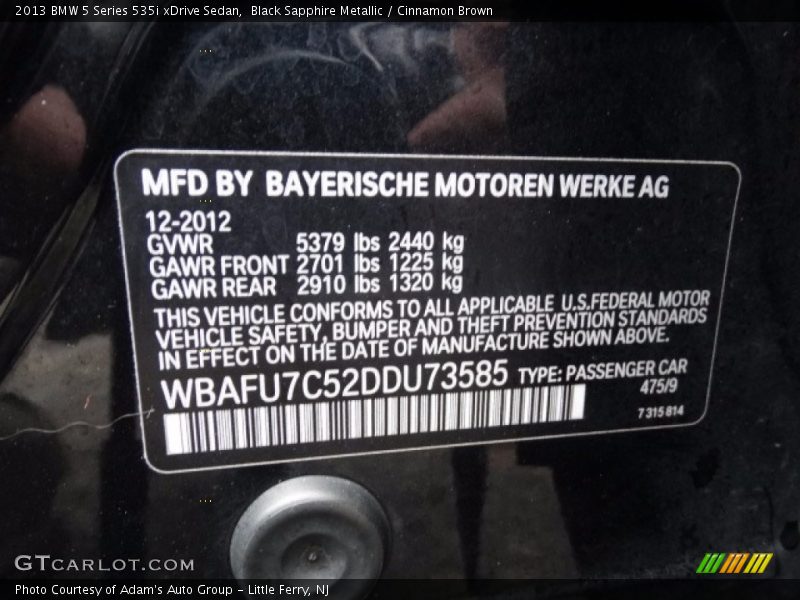 2013 BMW 5 Series 535i xDrive Sedan,  Black Sapphire Metallic / Cinnamon Brown
MFD BY BAYERISCHE MOTOREN WERKE AG
12-2012
GVWR 5379 lbs 2440 kg
GAWR FRONT 2701 lbs 1225 kg
GAWR REAR 2910 lbs 1320 kg
THIS VEHICLE CONFORMS TO ALL APPLICABLE U.S.FEDERAL MOTOR
VEHICLE SAFETY, BUMPER AND THEFT PREVENTION STANDARDS
IN EFFECT ON THE DATE OF MANUFACTURE SHOWN ABOVE.
WBAFU7C52DDU73585 TYPE: PASSENGER CAR
475/9
7 315 814
GTCARLOT.COM
Photo Courtesy of Adam's Auto Group - Little Ferry, NJ